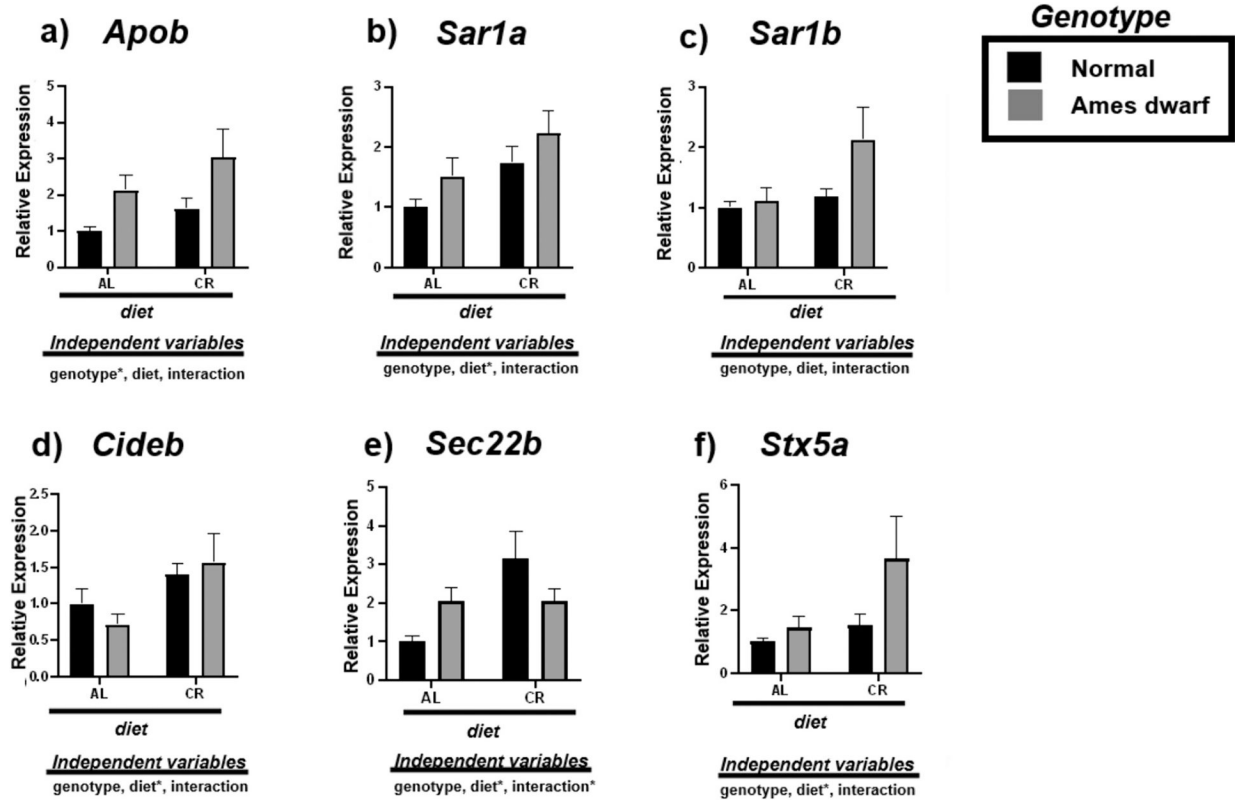 a) Apob
Relative Expression
5
4
3
2
1
0
AL CR
diet
Independent variables
genotype*, diet, interaction
b) Sar1a
Relative Expression
3
2
1
0
AL CR
diet
Independent variables
genotype, diet*, interaction
c) Sar1b
Relative Expression
3
2
1
0
AL CR
diet
Independent variables
genotype, diet, interaction
Genotype
Normal
Ames dwarf
d) Cideb
Relative Expression
2.5
2.0
1.5
1.0
0.5
0.0
AL CR
diet
Independent variables
genotype, diet*, interaction
e) Sec22b
Relative Expression
5
4
3
2
1
0
AL CR
diet
Independent variables
genotype, diet*, interaction*
f) Stx5a
Relative Expression
6
4
2
0
AL CR
diet
Independent variables
genotype, diet*, interaction